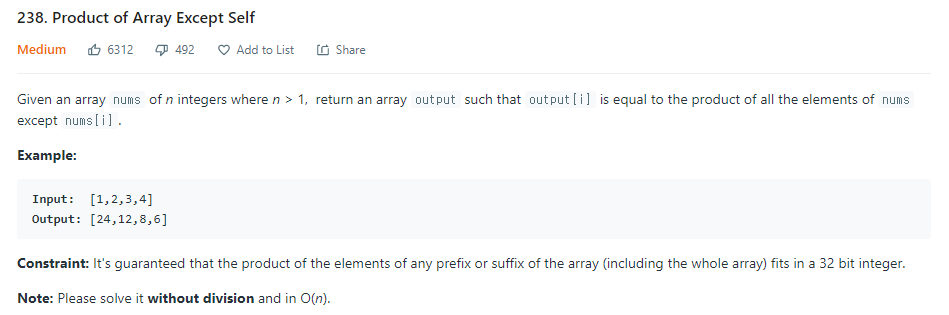 238. Product of Array Except Self
Medium 6312 492 Add to List Share
Given an array nums of n integers where n > 1, return an array output such that output[i] is equal to the product of all the elements of nums
except nums[i] .
Example:
Input: [1,2,3,4]
Output: [24,12,8,6]
Constraint: It's guaranteed that the product of the elements of any prefix or suffix of the array (including the whole array) fits in a 32 bit integer.
Note: Please solve it without division and in O(n).